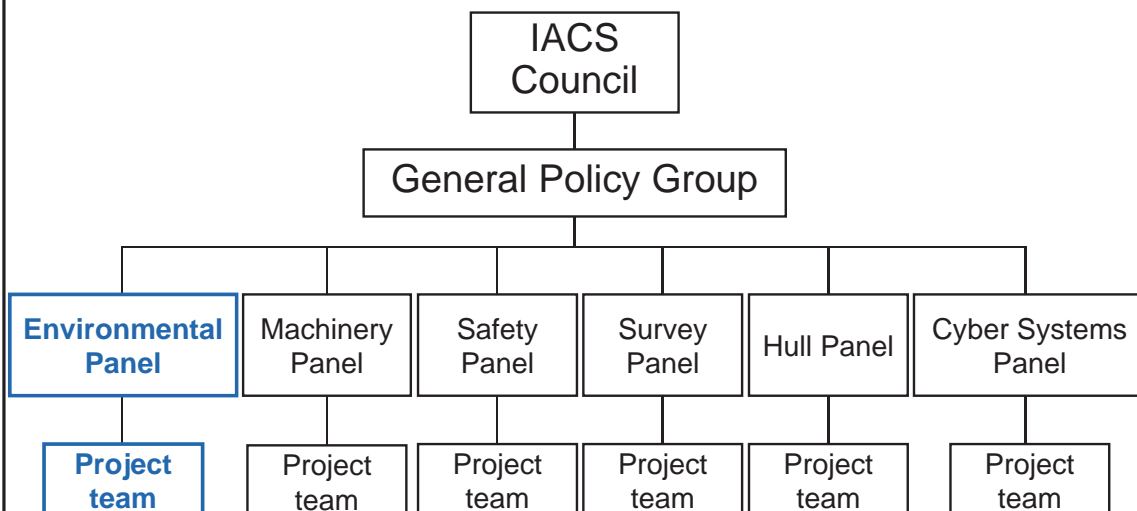 IACS
Council
General Policy Group
Environmental
Panel
Machinery
Panel
Safety
Panel
Survey
Panel
Hull Panel
Cyber Systems
Panel
Project
team
Project
team
Project
team
Project
team
Project
team
Project
team